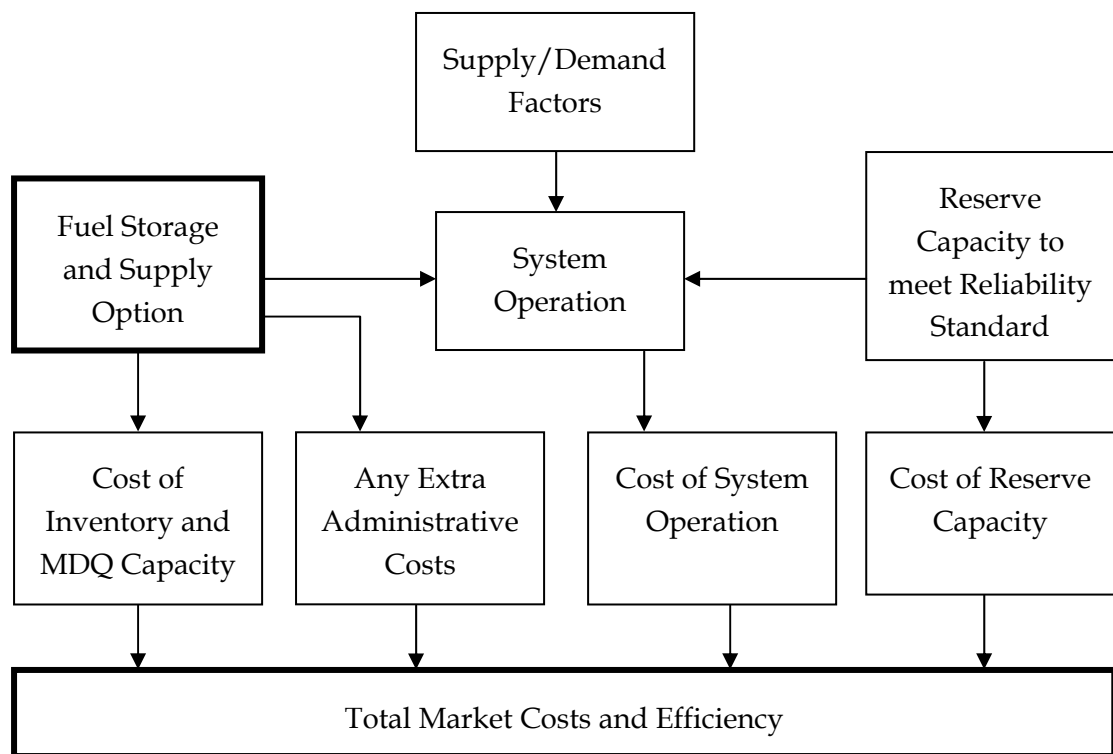 Supply/Demand
Factors
Fuel Storage
and Supply
Option
System
Operation
Reserve
Capacity to
meet Reliability
Standard
Cost of
Inventory and
MDQ Capacity
Any Extra
Administrative
Costs
Cost of System
Operation
Cost of Reserve
Capacity
Total Market Costs and Efficiency